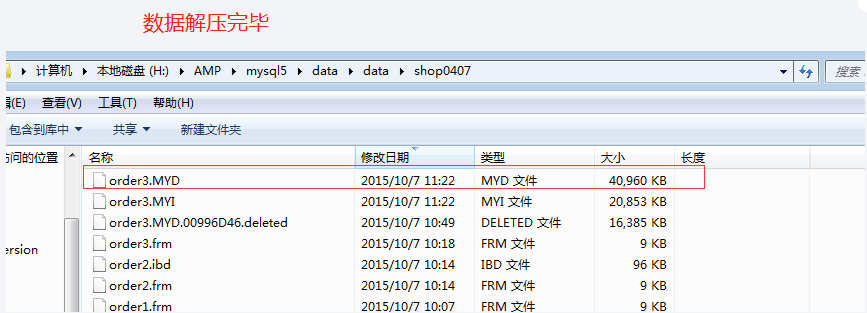 数据解压完毕
计算机 本地磁盘 (H:) AMP mysql5 data data shop0407 搜索
(E) 查看(V) 工具(T) 帮助(H)
包含到库中 共享 新建文件夹
访问的位置 名称 修改日期 类型 大小 长度
order3.MYD 2015/10/7 11:22 MYD 文件 40,960 KB
order3.MYI 2015/10/7 11:22 MYI 文件 20,853 KB
order3.MYD.00996D46.deleted 2015/10/7 10:49 DELETED 文件 16,385 KB
ersion order3.frm 2015/10/7 10:18 FRM 文件 9 KB
order2.ibd 2015/10/7 10:14 IBD 文件 96 KB
order2.frm 2015/10/7 10:14 FRM 文件 9 KB
order1.frm 2015/10/7 10:07 FRM 文件 9 KB